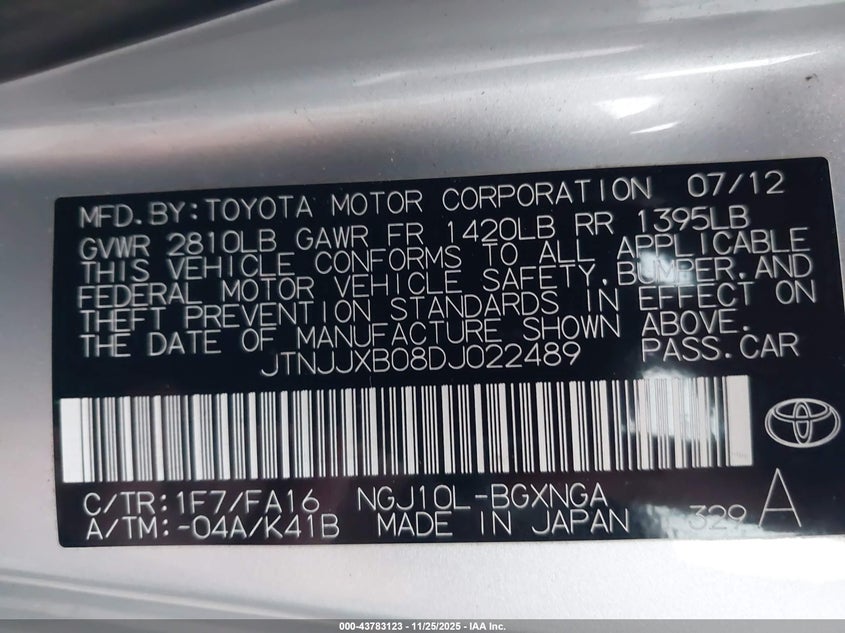 MFD.BY:TOYOTA MOTOR CORPORATION 07/12
GVWR 2810LB GAWR FR 1420LB RR 1395LB
THIS VEHICLE CONFORMS TO ALL APPLICABLE
FEDERAL MOTOR VEHICLE SAFETY,BUMPER,AND
THEFT PREVENTION STANDARDS IN EFFECT ON
THE DATE OF MANUFACTURE SHOWN ABOVE.
JTNJJXB08DJ022489 PASS.CAR
C/TR:1F7/FA16 NGJ10L-BGXNGA
A/TM:-04A/K41B MADE IN JAPAN 329 A
000-43783123 - 11/25/2025 - IAA Inc.